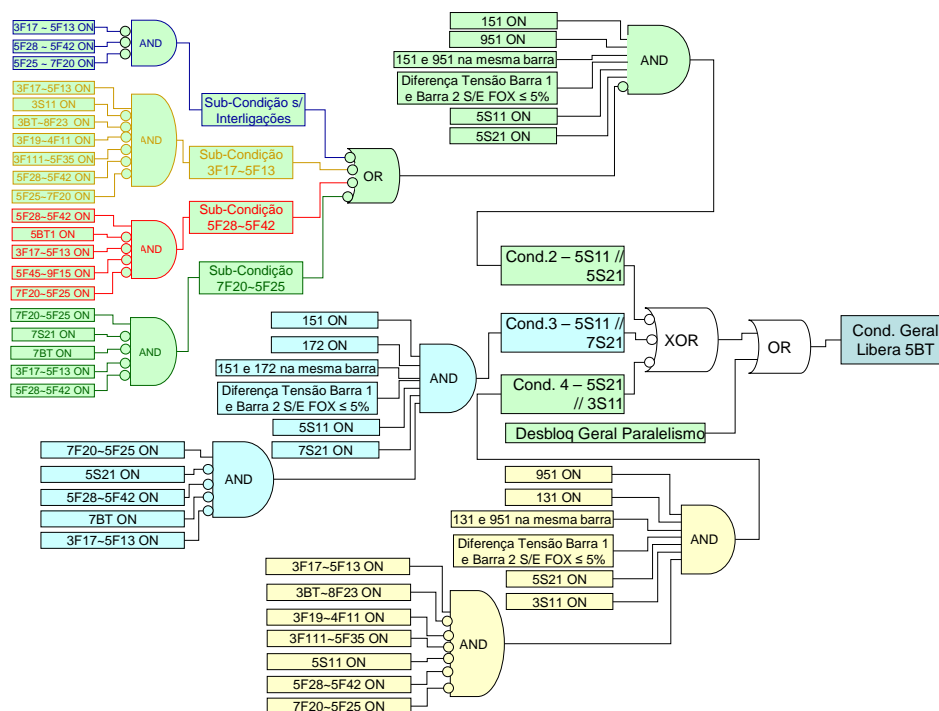 3F17 ~ 5F13 ON
5F28 ~ 5F42 ON
5F25 ~ 7F20 ON
AND
Sub-Condição s/
Interligações
3F17~5F13 ON
3S11 ON
3BT~8F23 ON
3F19~4F11 ON
3F111~5F35 ON
5F28~5F42 ON
5F25~7F20 ON
AND
Sub-Condição
3F17~5F13
5F28~5F42 ON
5BT1 ON
3F17~5F13 ON
5F45~9F15 ON
7F20~5F25 ON
AND
Sub-Condição
5F28~5F42
7F20~5F25 ON
7S21 ON
7BT ON
3F17~5F13 ON
5F28~5F42 ON
AND
Sub-Condição
7F20~5F25
OR
151 ON
951 ON
151 e 951 na mesma barra
Diferença Tensão Barra 1
e Barra 2 S/E FOX ≤ 5%
5S11 ON
5S21 ON
AND
Cond.2 – 5S11 //
5S21
Cond.3 – 5S11 //
7S21
Cond. 4 – 5S21
// 3S11
XOR
OR
Cond. Geral
Libera 5BT
Desbloq Geral Paralelismo
151 ON
172 ON
151 e 172 na mesma barra
Diferença Tensão Barra 1
e Barra 2 S/E FOX ≤ 5%
5S11 ON
7S21 ON
AND
7F20~5F25 ON
5S21 ON
5F28~5F42 ON
7BT ON
3F17~5F13 ON
AND
951 ON
131 ON
131 e 951 na mesma barra
Diferença Tensão Barra 1
e Barra 2 S/E FOX ≤ 5%
5S21 ON
3S11 ON
AND
3F17~5F13 ON
3BT~8F23 ON
3F19~4F11 ON
3F111~5F35 ON
5S11 ON
5F28~5F42 ON
7F20~5F25 ON
AND